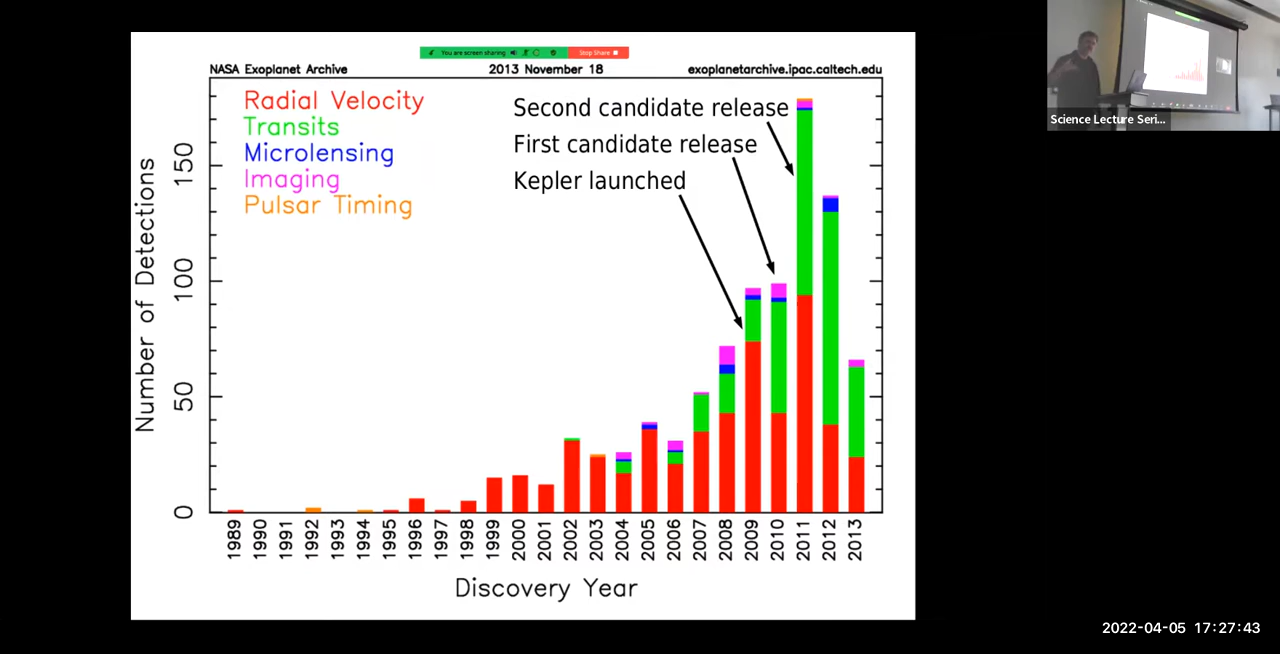 You are screen sharing
Stop Share
NASA Exoplanet Archive
2013 November 18
exoplanetarchive.ipac.caltech.edu
Radial Velocity
Transits
Microlensing
Imaging
Pulsar Timing
Second candidate release
First candidate release
Kepler launched
Number of Detections
150
100
50
0
1989
1990
1991
1992
1993
1994
1995
1996
1997
1998
1999
2000
2001
2002
2003
2004
2005
2006
2007
2008
2009
2010
2011
2012
2013
Discovery Year
Science Lecture Seri...
2022-04-05 17:27:43